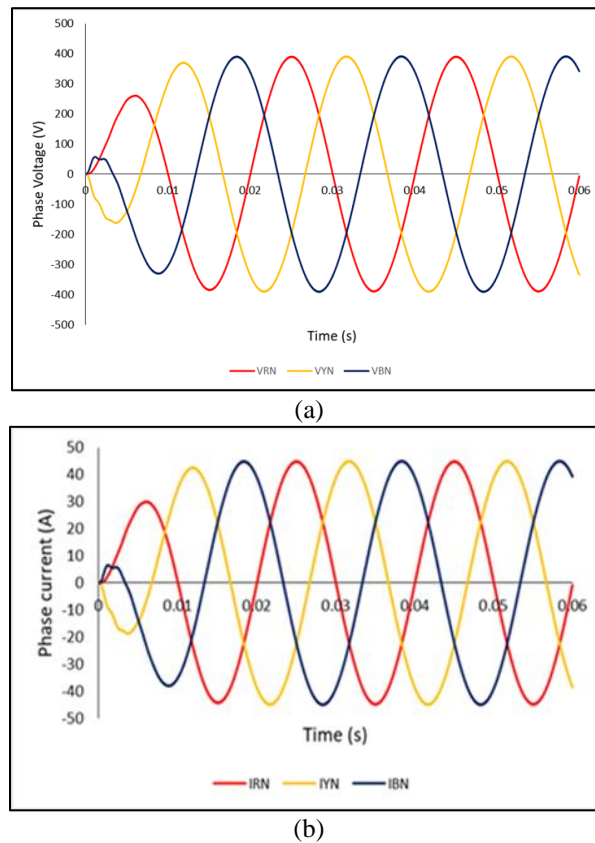 500
400
300
200
100
0
-100
-200
-300
-400
-500
Phase Voltage (V)
0 0.01 0.02 0.03 0.04 0.05 0.06
Time (s)
VRN VYN VBN
(a)
50
40
30
20
10
0
-10
-20
-30
-40
-50
Phase current (A)
0 0.01 0.02 0.03 0.04 0.05 0.06
Time (s)
IRN IYN IBN
(b)